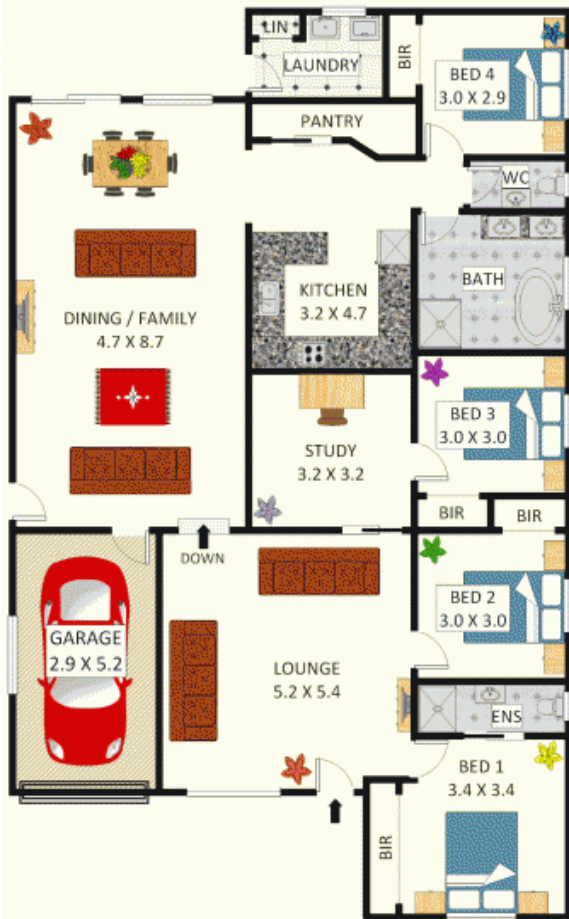 LIN
LAUNDRY
BIR
BED 4
3.0 X 2.9
PANTRY
WC
BATH
KITCHEN
3.2 X 4.7
DINING / FAMILY
4.7 X 8.7
BED 3
3.0 X 3.0
STUDY
3.2 X 3.2
BIR
BIR
DOWN
BED 2
3.0 X 3.0
GARAGE
2.9 X 5.2
LOUNGE
5.2 X 5.4
ENS
BED 1
3.4 X 3.4
BIR